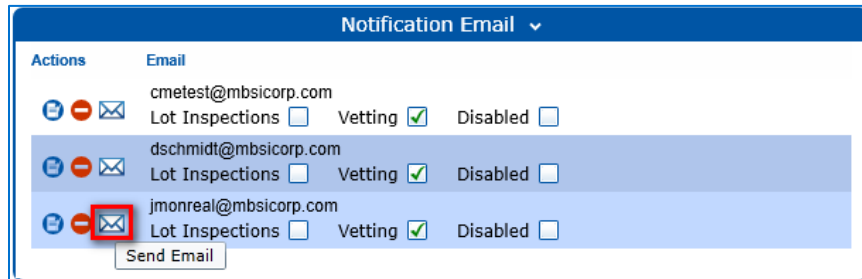 Notification Email
Actions Email
cmetest@mbsicorp.com
Lot Inspections Vetting Disabled
dschmidt@mbsicorp.com
Lot Inspections Vetting Disabled
jmonreal@mbsicorp.com
Lot Inspections Vetting Disabled
Send Email